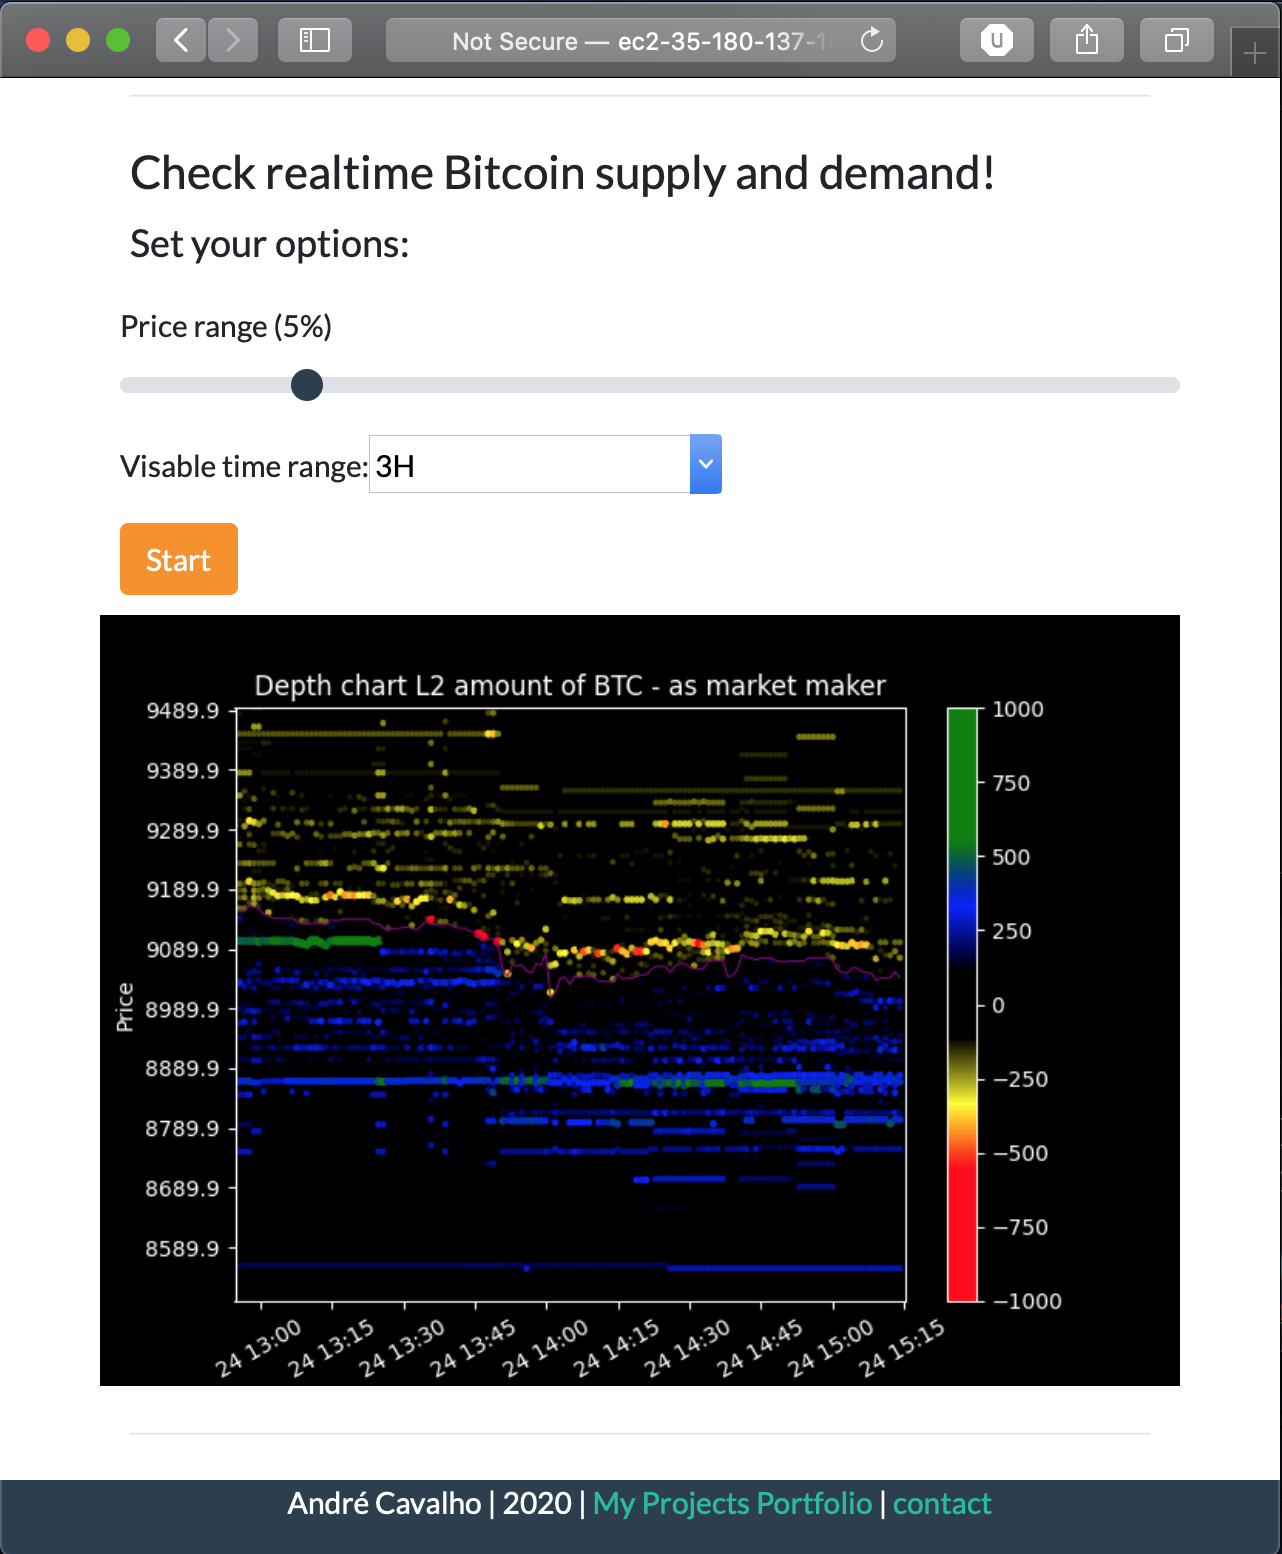 Not Secure — ec2-35-180-137-1
U
Check realtime Bitcoin supply and demand!
Set your options:
Price range (5%)
Visable time range: 3H
Start
Depth chart L2 amount of BTC - as market maker
Price
9489.9
9389.9
9289.9
9189.9
9089.9
8989.9
8889.9
8789.9
8689.9
8589.9
24 13:00
24 13:15
24 13:30
24 13:45
24 14:00
24 14:15
24 14:30
24 14:45
24 15:00
24 15:15
1000
750
500
250
0
−250
−500
−750
−1000
André Cavalho | 2020 | My Projects Portfolio | contact